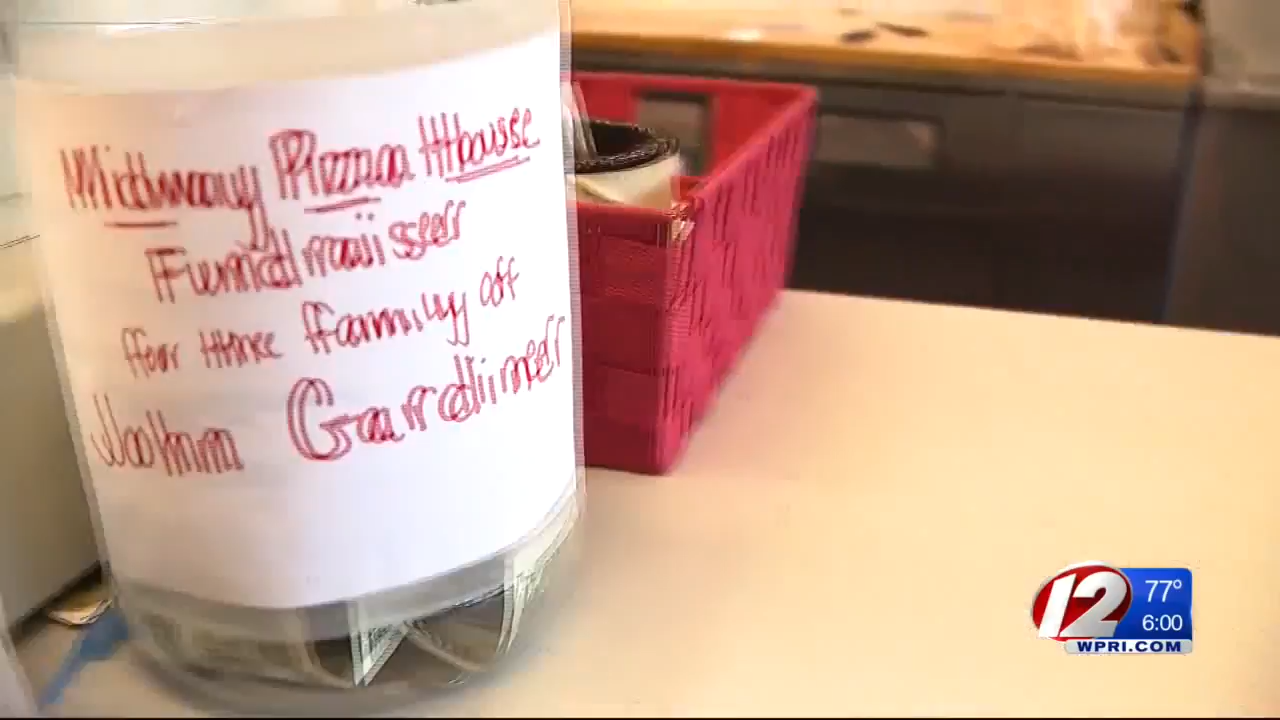 Midway Pizza House
Fundraiser
for the family of
John Gardiner
12
77°
6:00
WPRI.COM